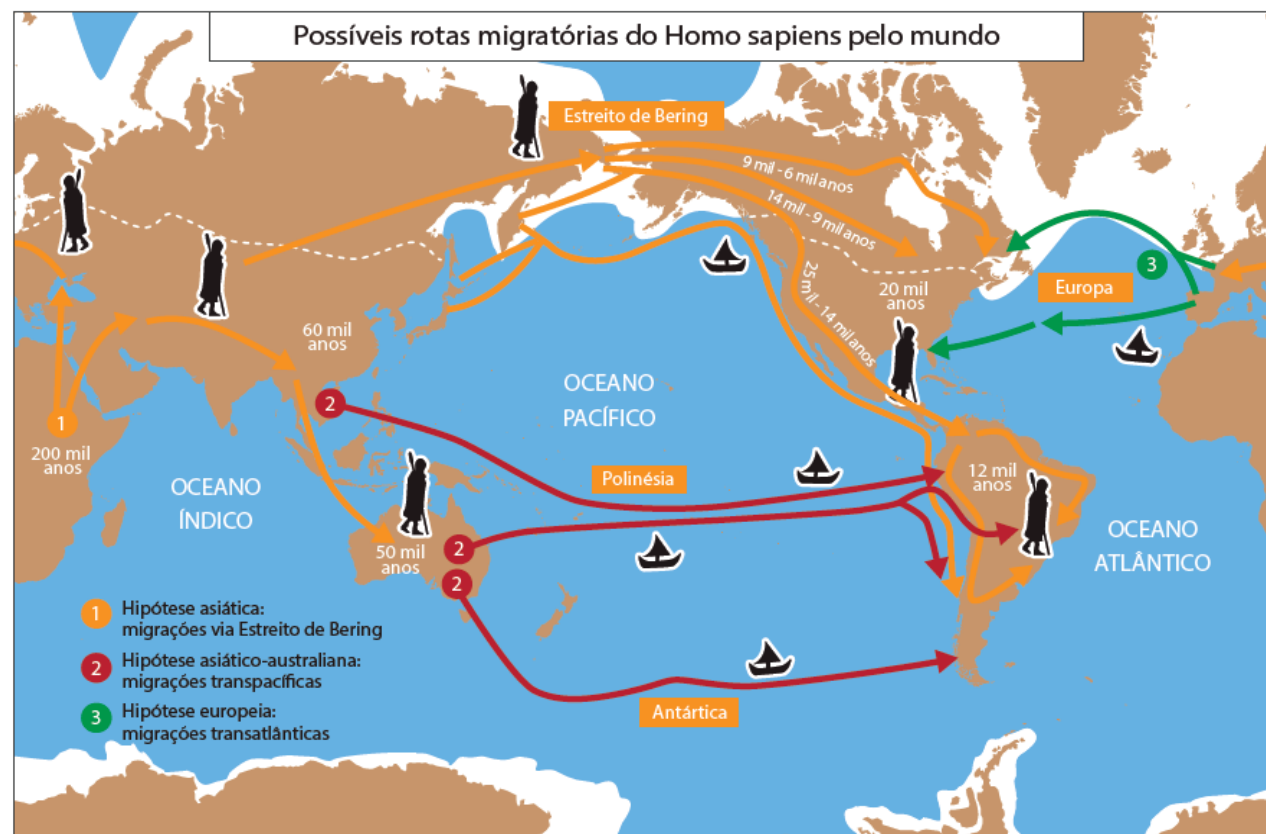 Possíveis rotas migratórias do Homo sapiens pelo mundo
Estreito de Bering
9 mil - 6 mil anos
14 mil - 9 mil anos
25 mil - 14 mil anos
20 mil
anos
Europa
3
60 mil
anos
OCEANO
PACÍFICO
2
1
200 mil
anos
OCEANO
ÍNDICO
Polinésia
12 mil
anos
OCEANO
ATLÂNTICO
50 mil
anos
2
2
Antártica
1 Hipótese asiática:
migrações via Estreito de Bering
2 Hipótese asiático-australiana:
migrações transpacíficas
3 Hipótese europeia:
migrações transatlânticas